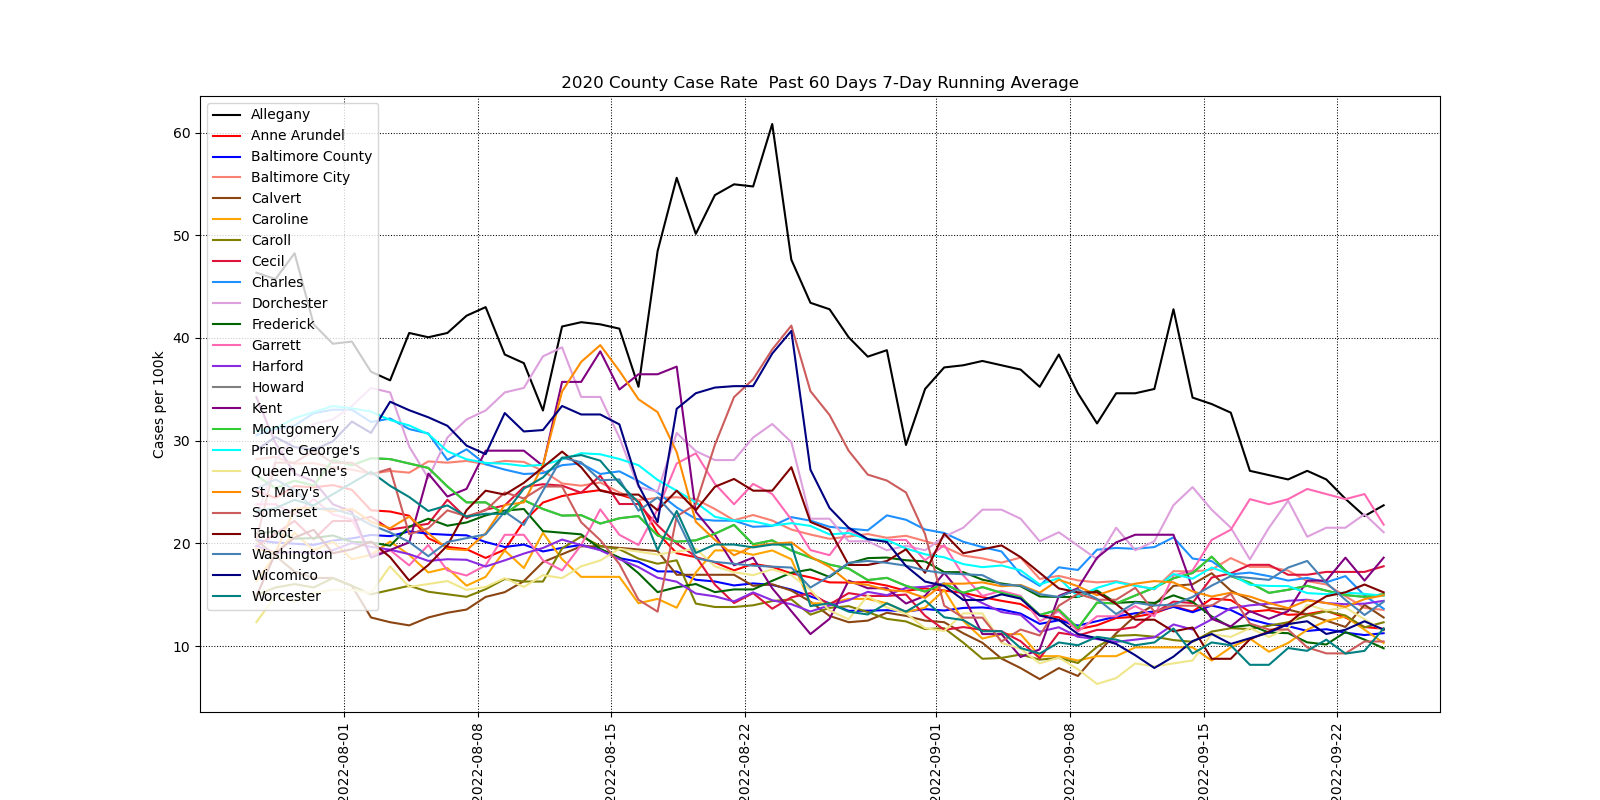 2020 County Case Rate  Past 60 Days 7-Day Running Average
Cases per 100k
60
50
40
30
20
10
Allegany
Anne Arundel
Baltimore County
Baltimore City
Calvert
Caroline
Caroll
Cecil
Charles
Dorchester
Frederick
Garrett
Harford
Howard
Kent
Montgomery
Prince George's
Queen Anne's
St. Mary's
Somerset
Talbot
Washington
Wicomico
Worcester
2022-08-01
2022-08-08
2022-08-15
2022-08-22
2022-09-01
2022-09-08
2022-09-15
2022-09-22